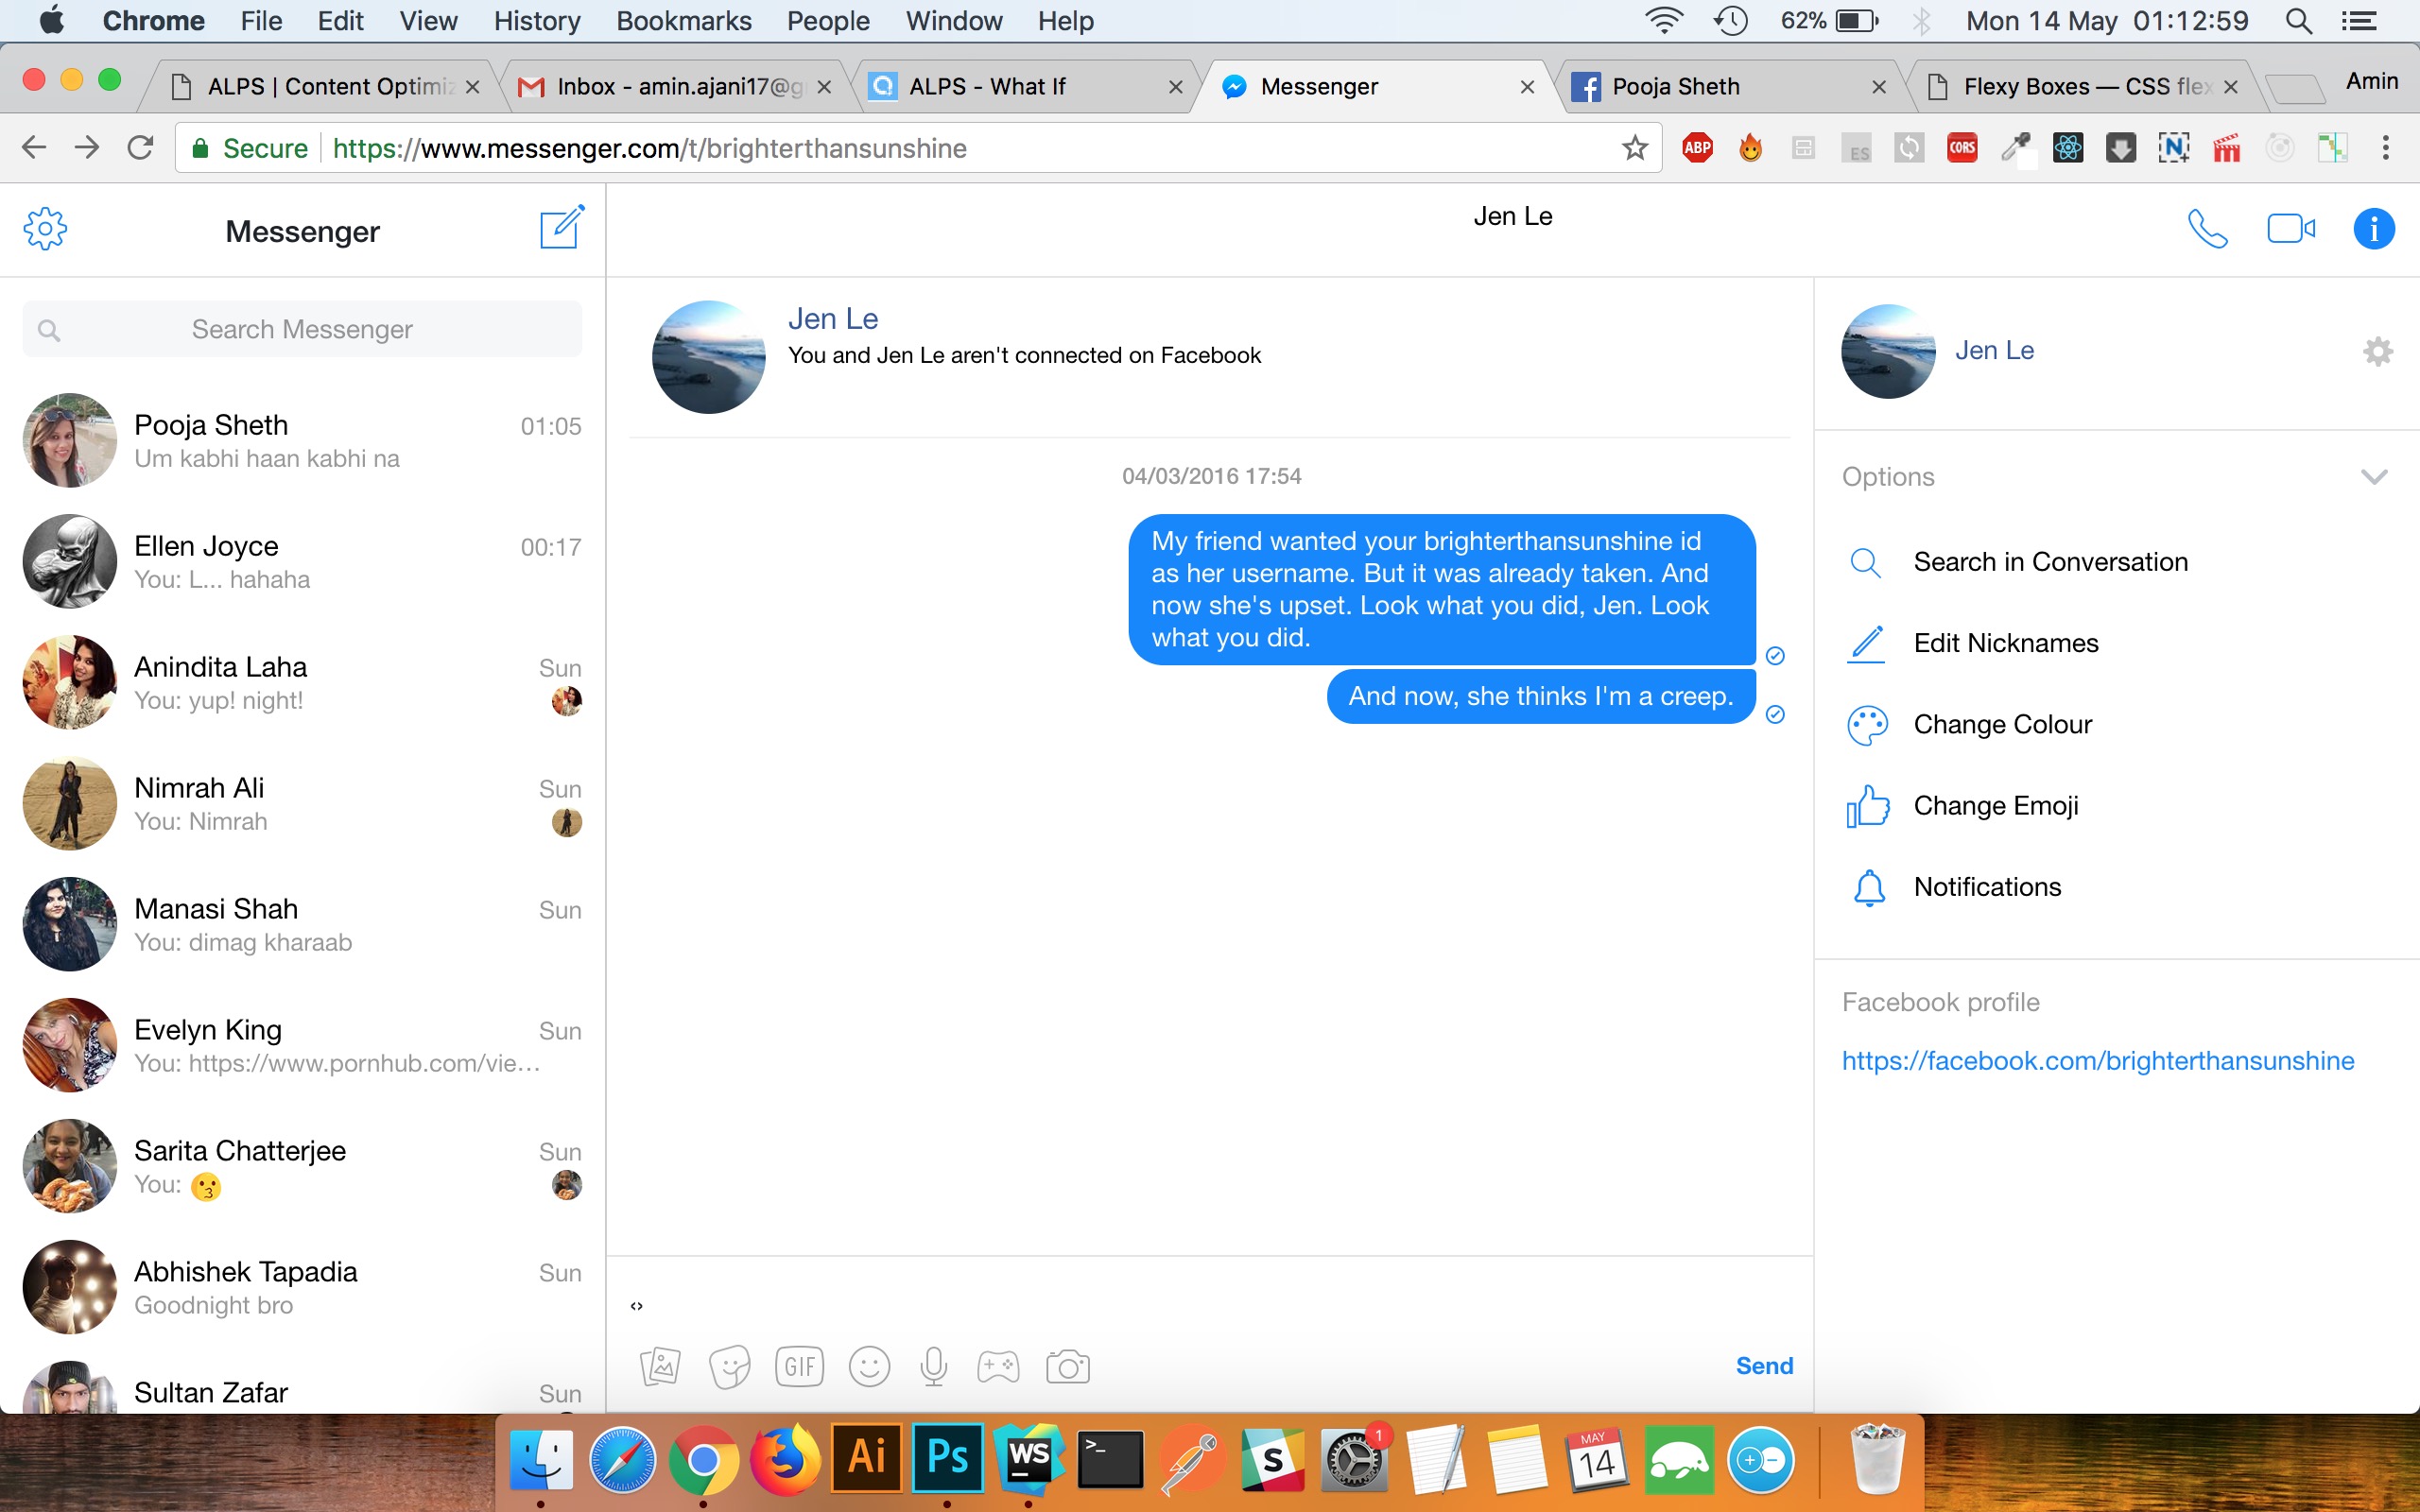 Chrome File Edit View History Bookmarks People Window Help 62% Mon 14 May 01:12:59
ALPS | Content Optimiz Inbox - amin.ajani17@g ALPS - What If Messenger Pooja Sheth Flexy Boxes — CSS flex Amin
Secure https://www.messenger.com/t/brighterthansunshine ABP ES CORS N
Messenger
Jen Le
Search Messenger
Pooja Sheth 01:05
Um kabhi haan kabhi na
Ellen Joyce 00:17
You: L... hahaha
Anindita Laha Sun
You: yup! night!
Nimrah Ali Sun
You: Nimrah
Manasi Shah Sun
You: dimag kharaab
Evelyn King Sun
You: https://www.pornhub.com/vie...
Sarita Chatterjee Sun
You: 😗
Abhishek Tapadia Sun
Goodnight bro
Sultan Zafar Sun
Jen Le
You and Jen Le aren't connected on Facebook
04/03/2016 17:54
My friend wanted your brighterthansunshine id
as her username. But it was already taken. And
now she's upset. Look what you did, Jen. Look
what you did.
And now, she thinks I'm a creep.
‹›
GIF
Send
Jen Le
Options
Search in Conversation
Edit Nicknames
Change Colour
Change Emoji
Notifications
Facebook profile
https://facebook.com/brighterthansunshine
Ai Ps WS >_ S 1 MAY
14